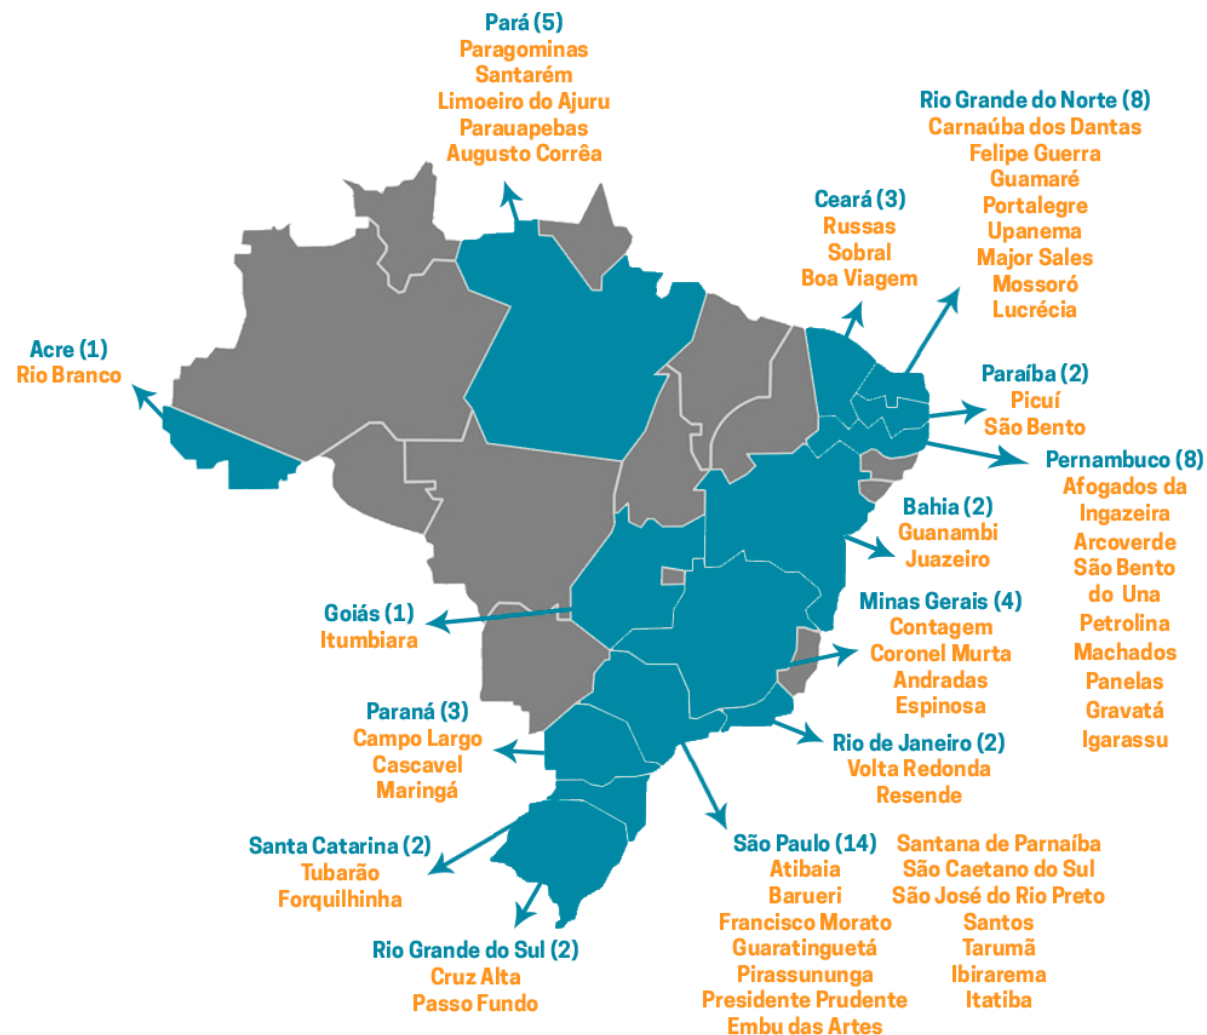 Pará (5)
Paragominas
Santarém
Limoeiro do Ajuru
Parauapebas
Augusto Corrêa
Rio Grande do Norte (8)
Carnaúba dos Dantas
Felipe Guerra
Guamaré
Portalegre
Upanema
Major Sales
Mossoró
Lucrécia
Ceará (3)
Russas
Sobral
Boa Viagem
Acre (1)
Rio Branco
Paraíba (2)
Picuí
São Bento
Pernambuco (8)
Afogados da
Ingazeira
Arcoverde
São Bento
do Una
Petrolina
Machados
Panelas
Gravatá
Igarassu
Bahia (2)
Guanambi
Juazeiro
Goiás (1)
Itumbiara
Minas Gerais (4)
Contagem
Coronel Murta
Andradas
Espinosa
Paraná (3)
Campo Largo
Cascavel
Maringá
Rio de Janeiro (2)
Volta Redonda
Resende
Santa Catarina (2)
Tubarão
Forquilhinha
Rio Grande do Sul (2)
Cruz Alta
Passo Fundo
São Paulo (14)
Atibaia
Barueri
Francisco Morato
Guaratinguetá
Pirassununga
Presidente Prudente
Embu das Artes
Santana de Parnaíba
São Caetano do Sul
São José do Rio Preto
Santos
Tarumã
Ibirarema
Itatiba